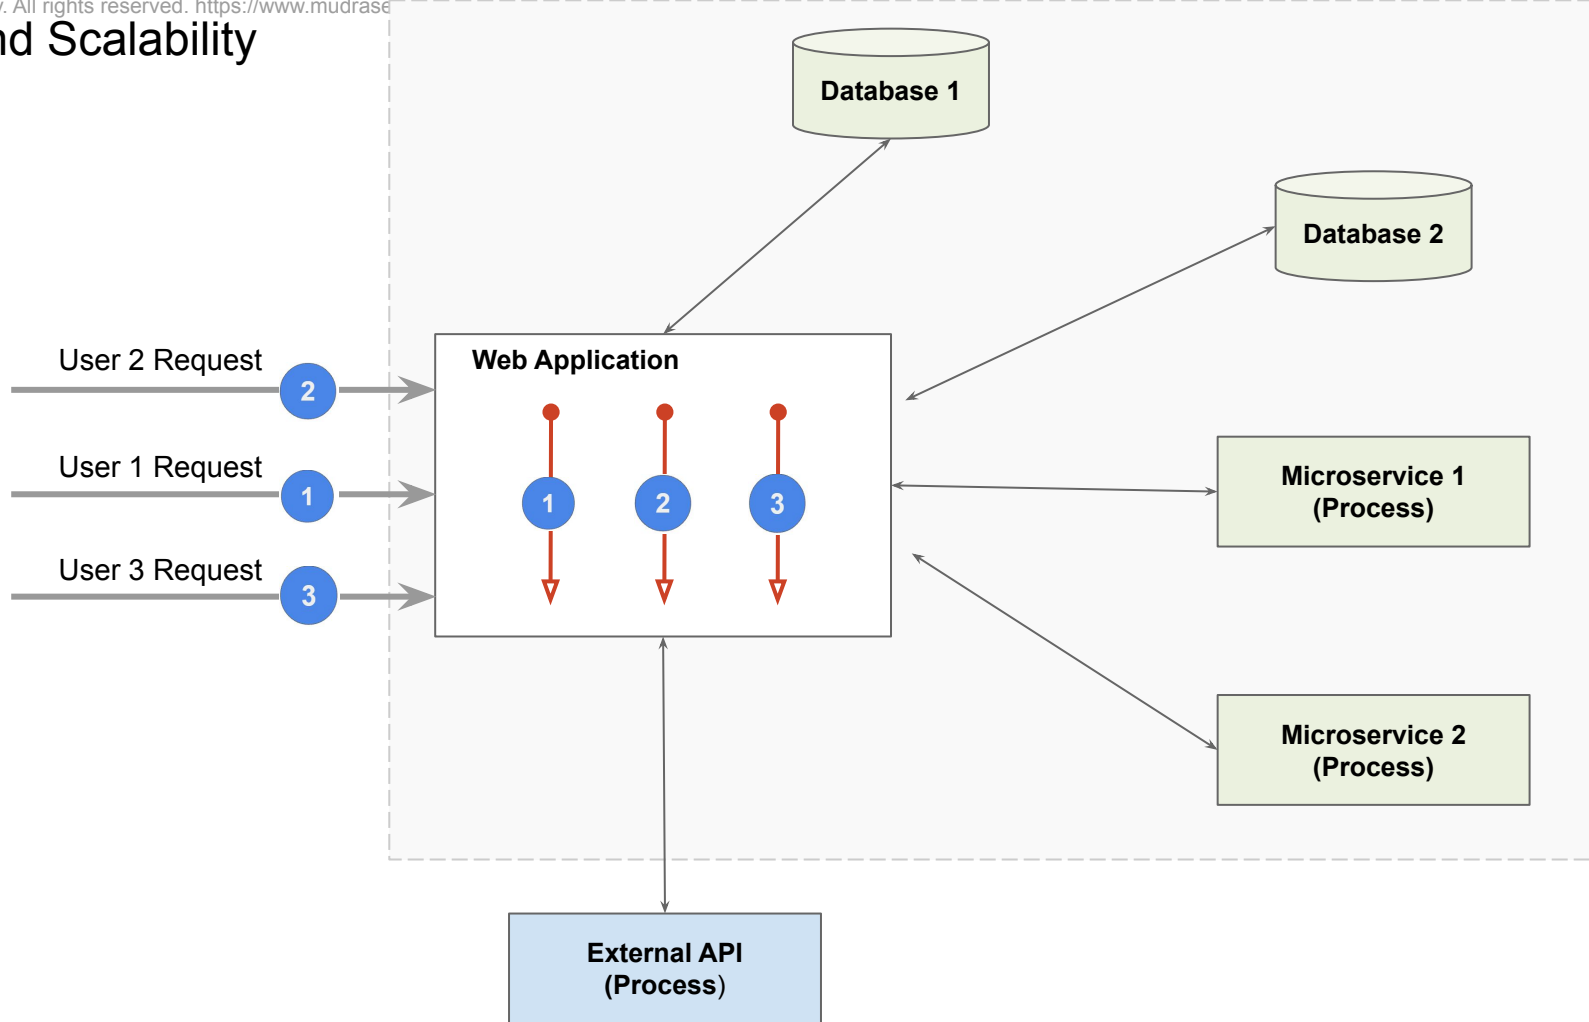 . All rights reserved. https://www.mudrase
nd Scalability
Database 1
Database 2
User 2 Request
2
Web Application
User 1 Request
1
1
2
3
Microservice 1
(Process)
User 3 Request
3
Microservice 2
(Process)
External API
(Process)